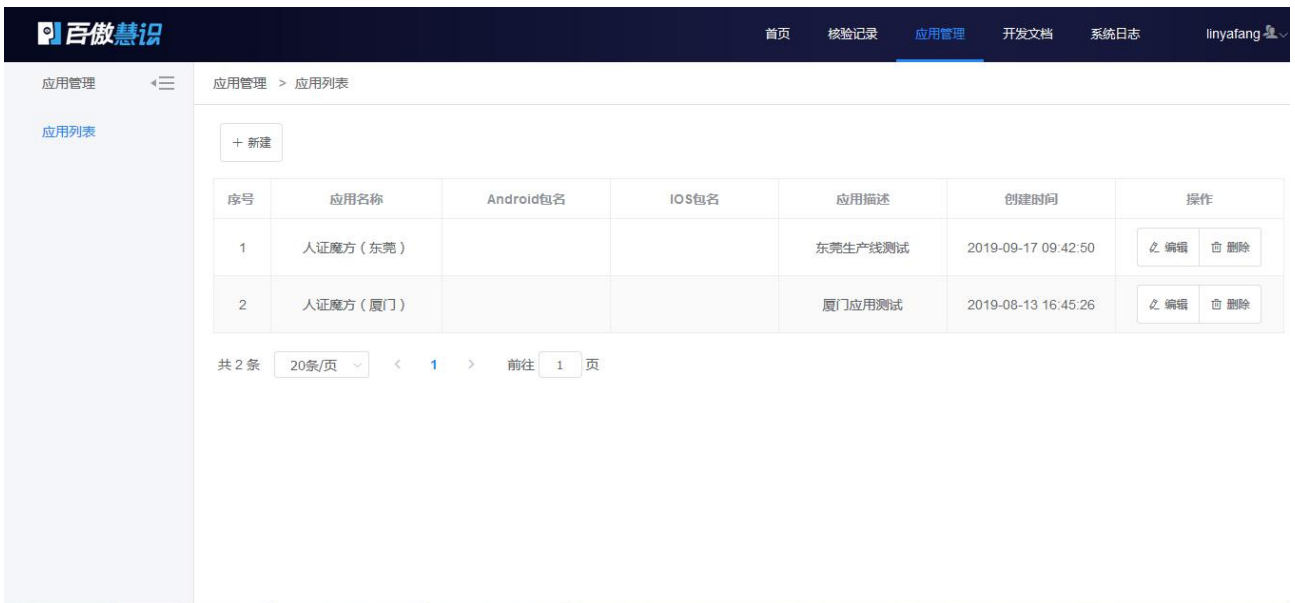 百傲慧识 首页 核验记录 应用管理 开发文档 系统日志 linyafang
应用管理 应用管理 > 应用列表
应用列表
+ 新建
序号 应用名称 Android包名 IOS包名 应用描述 创建时间 操作
1 人证魔方（东莞） 东莞生产线测试 2019-09-17 09:42:50 编辑 删除
2 人证魔方（厦门） 厦门应用测试 2019-08-13 16:45:26 编辑 删除
共 2 条 20条/页 < 1 > 前往 1 页